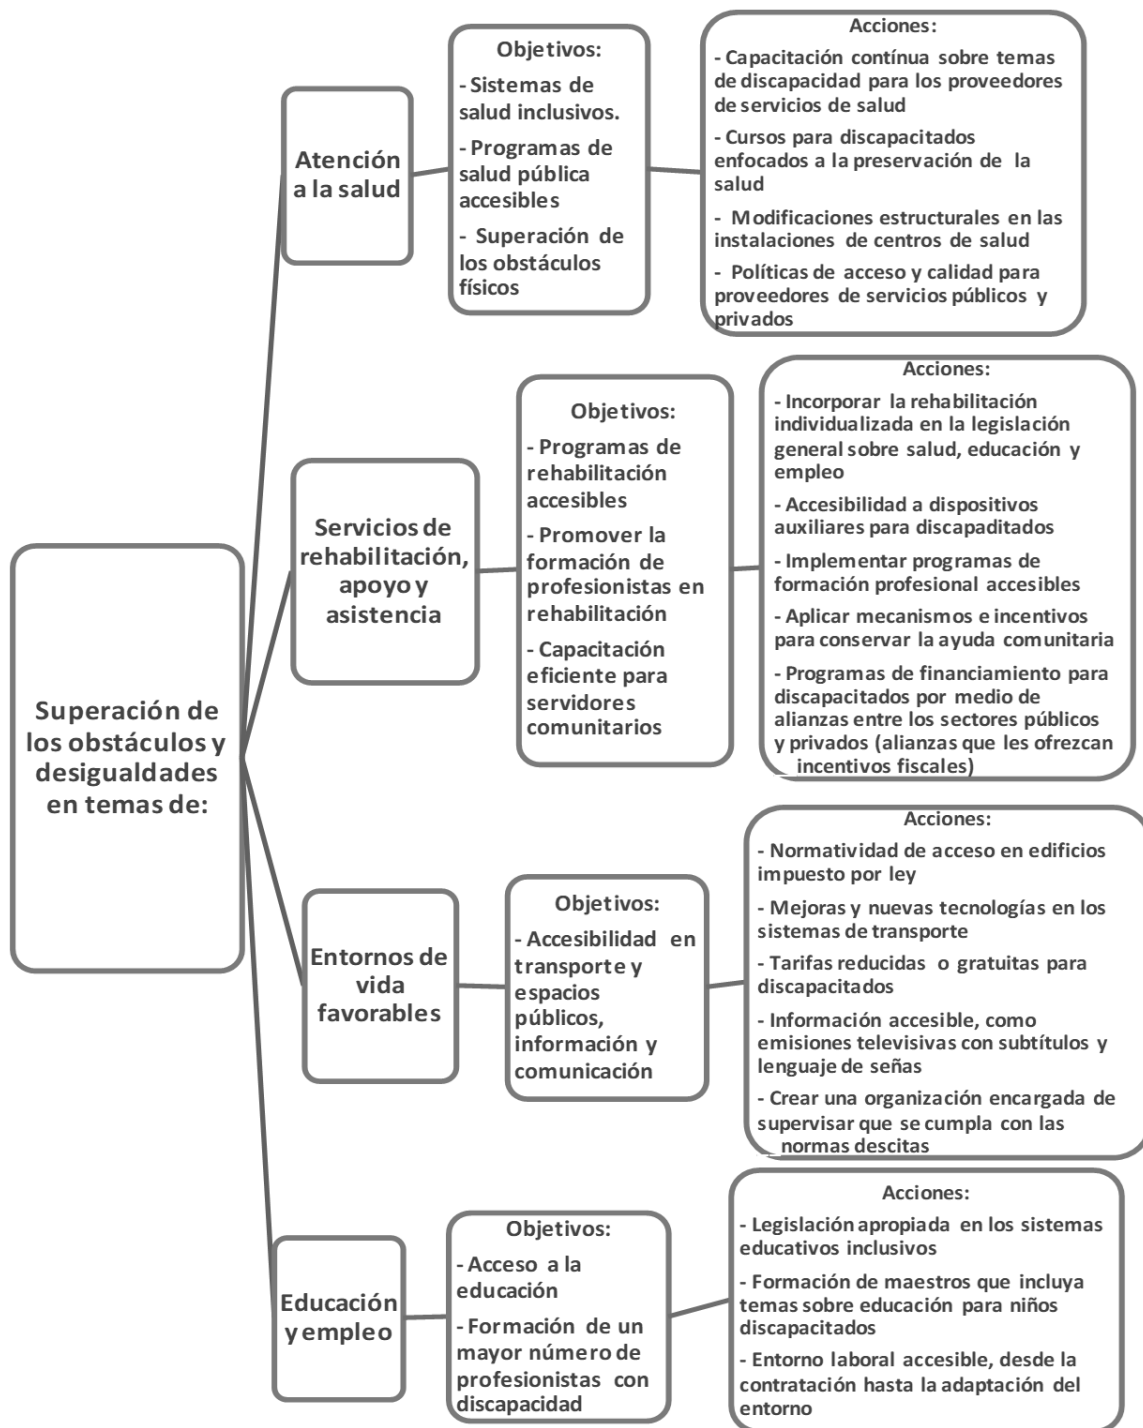 Superación de
los obstáculos y
desigualdades
en temas de:
Atención
a la salud
Objetivos:
- Sistemas de
salud inclusivos.
- Programas de
salud pública
accesibles
- Superación de
los obstáculos
físicos
Acciones:
- Capacitación contínua sobre temas
de discapacidad para los proveedores
de servicios de salud
- Cursos para discapacitados
enfocados a la preservación de la
salud
- Modificaciones estructurales en las
instalaciones de centros de salud
- Políticas de acceso y calidad para
proveedores de servicios públicos y
privados
Servicios de
rehabilitación,
apoyo y
asistencia
Objetivos:
- Programas de
rehabilitación
accesibles
- Promover la
formación de
profesionistas en
rehabilitación
- Capacitación
eficiente para
servidores
comunitarios
Acciones:
- Incorporar la rehabilitación
individualizada en la legislación
general sobre salud, educación y
empleo
- Accesibilidad a dispositivos
auxiliares para discapaditados
- Implementar programas de
formación profesional accesibles
- Aplicar mecanismos e incentivos
para conservar la ayuda comunitaria
- Programas de financiamiento para
discapacitados por medio de
alianzas entre los sectores públicos
y privados (alianzas que les ofrezcan
incentivos fiscales)
Entornos de
vida
favorables
Objetivos:
- Accesibilidad en
transporte y
espacios
públicos,
información y
comunicación
Acciones:
- Normatividad de acceso en edificios
impuesto por ley
- Mejoras y nuevas tecnologías en los
sistemas de transporte
- Tarifas reducidas o gratuitas para
discapacitados
- Información accesible, como
emisiones televisivas con subtítulos y
lenguaje de señas
- Crear una organización encargada de
supervisar que se cumpla con las
normas descitas
Educación
y empleo
Objetivos:
- Acceso a la
educación
- Formación de un
mayor número de
profesionistas con
discapacidad
Acciones:
- Legislación apropiada en los sistemas
educativos inclusivos
- Formación de maestros que incluya
temas sobre educación para niños
discapacitados
- Entorno laboral accesible, desde la
contratación hasta la adaptación del
entorno